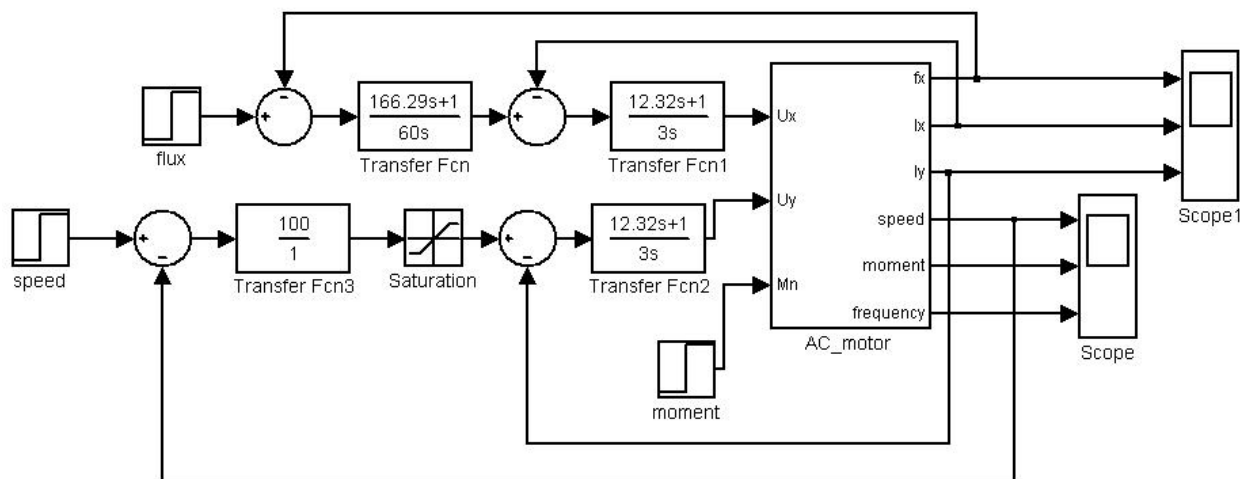 fx
166.29s+1
60s
Transfer Fcn
12.32s+1
3s
Transfer Fcn1
Ux
flux
Ix
Iy
Scope1
speed
100
1
Transfer Fcn3
Saturation
12.32s+1
3s
Transfer Fcn2
Uy
speed
moment
Mn
frequency
AC_motor
Scope
moment